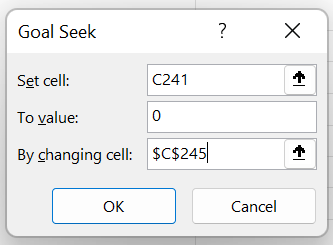 Goal Seek ?
Set cell: C241
To value: 0
By changing cell: $C$245
OK Cancel